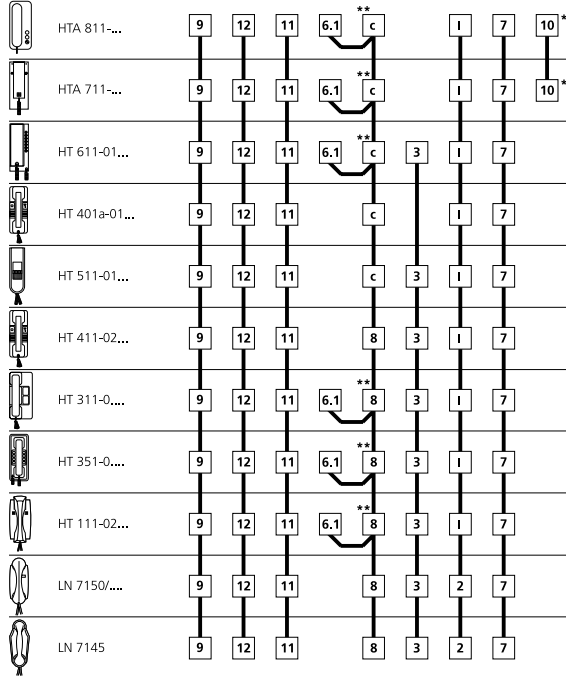 HTA 811-... 9 12 11 6.1 ** c I 7 10 *
HTA 711-... 9 12 11 6.1 ** c I 7 10 *
HT 611-01... 9 12 11 6.1 ** c 3 I 7
HT 401a-01... 9 12 11 c I 7
HT 511-01... 9 12 11 c 3 I 7
HT 411-02... 9 12 11 8 3 I 7
HT 311-0.... 9 12 11 6.1 ** 8 3 I 7
HT 351-0.... 9 12 11 6.1 ** 8 3 I 7
HT 111-02... 9 12 11 6.1 ** 8 3 I 7
LN 7150/.... 9 12 11 8 3 2 7
LN 7145 9 12 11 8 3 2 7